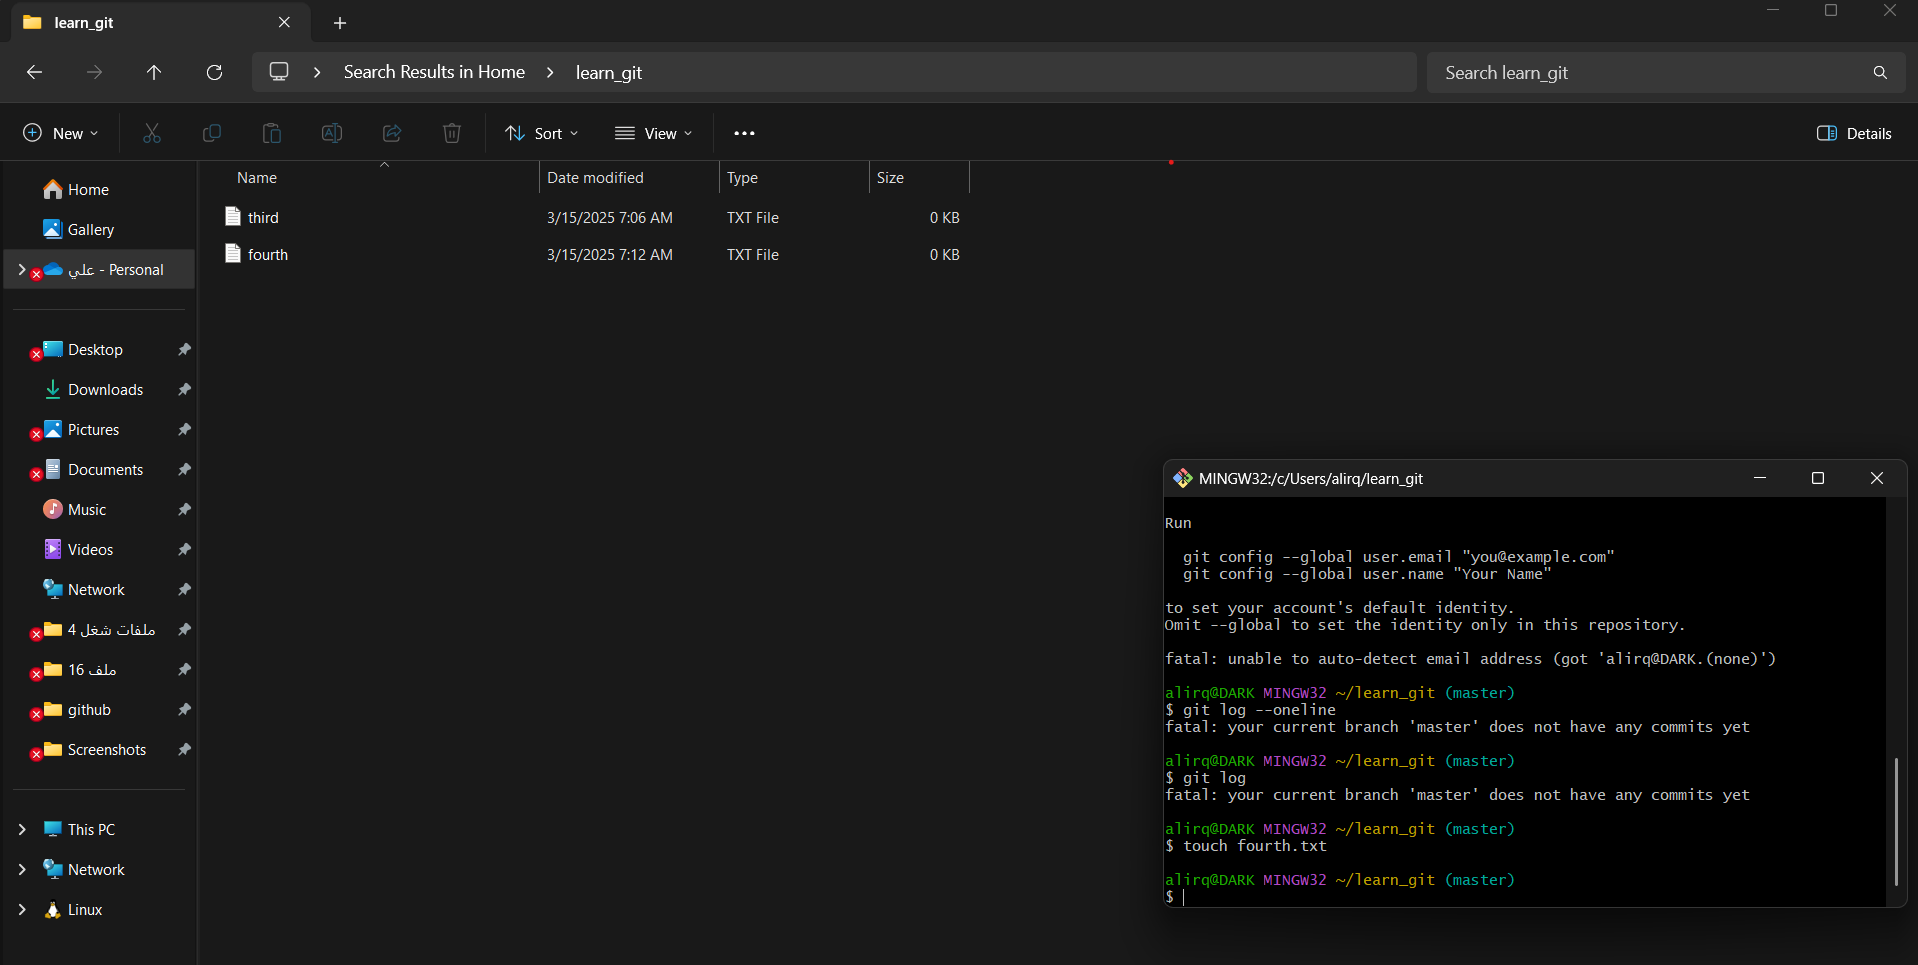 learn_git
Search Results in Home
learn_git
Search learn_git
New
Sort
View
Details
Name
Date modified
Type
Size
third
3/15/2025 7:06 AM
TXT File
0 KB
fourth
3/15/2025 7:12 AM
TXT File
0 KB
Home
Gallery
علي - Personal
Desktop
Downloads
Pictures
Documents
Music
Videos
Network
ملفات شغل 4
ملف 16
github
Screenshots
This PC
Network
Linux
MINGW32:/c/Users/alirq/learn_git
Run
git config --global user.email "you@example.com"
git config --global user.name "Your Name"
to set your account's default identity.
Omit --global to set the identity only in this repository.
fatal: unable to auto-detect email address (got 'alirq@DARK.(none)')
alirq@DARK MINGW32 ~/learn_git (master)
$ git log --oneline
fatal: your current branch 'master' does not have any commits yet
alirq@DARK MINGW32 ~/learn_git (master)
$ git log
fatal: your current branch 'master' does not have any commits yet
alirq@DARK MINGW32 ~/learn_git (master)
$ touch fourth.txt
alirq@DARK MINGW32 ~/learn_git (master)
$